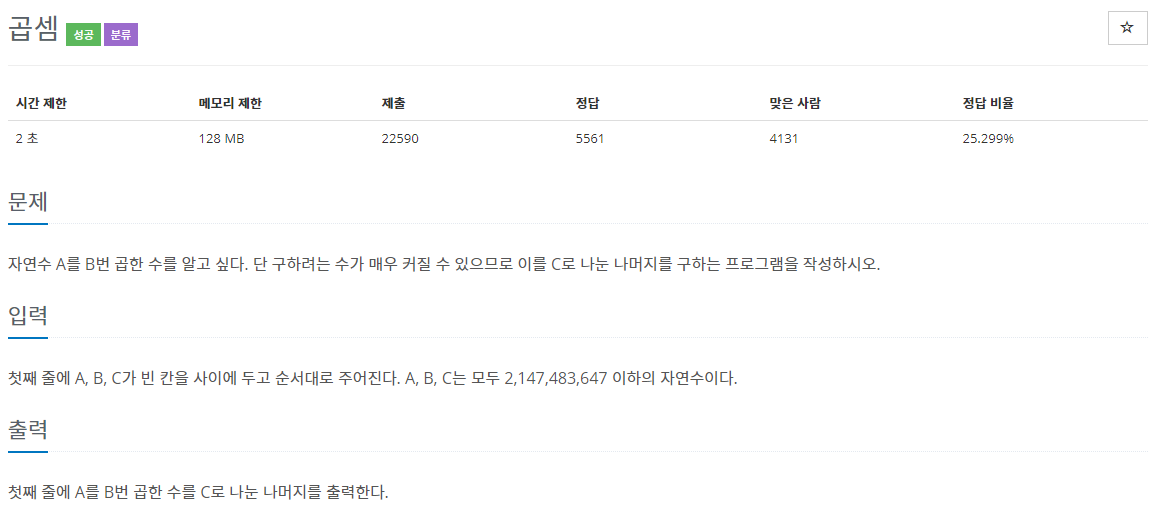 곱셈 성공 분류
☆
시간 제한 메모리 제한 제출 정답 맞은 사람 정답 비율
2 초 128 MB 22590 5561 4131 25.299%
문제
자연수 A를 B번 곱한 수를 알고 싶다. 단 구하려는 수가 매우 커질 수 있으므로 이를 C로 나눈 나머지를 구하는 프로그램을 작성하시오.
입력
첫째 줄에 A, B, C가 빈 칸을 사이에 두고 순서대로 주어진다. A, B, C는 모두 2,147,483,647 이하의 자연수이다.
출력
첫째 줄에 A를 B번 곱한 수를 C로 나눈 나머지를 출력한다.